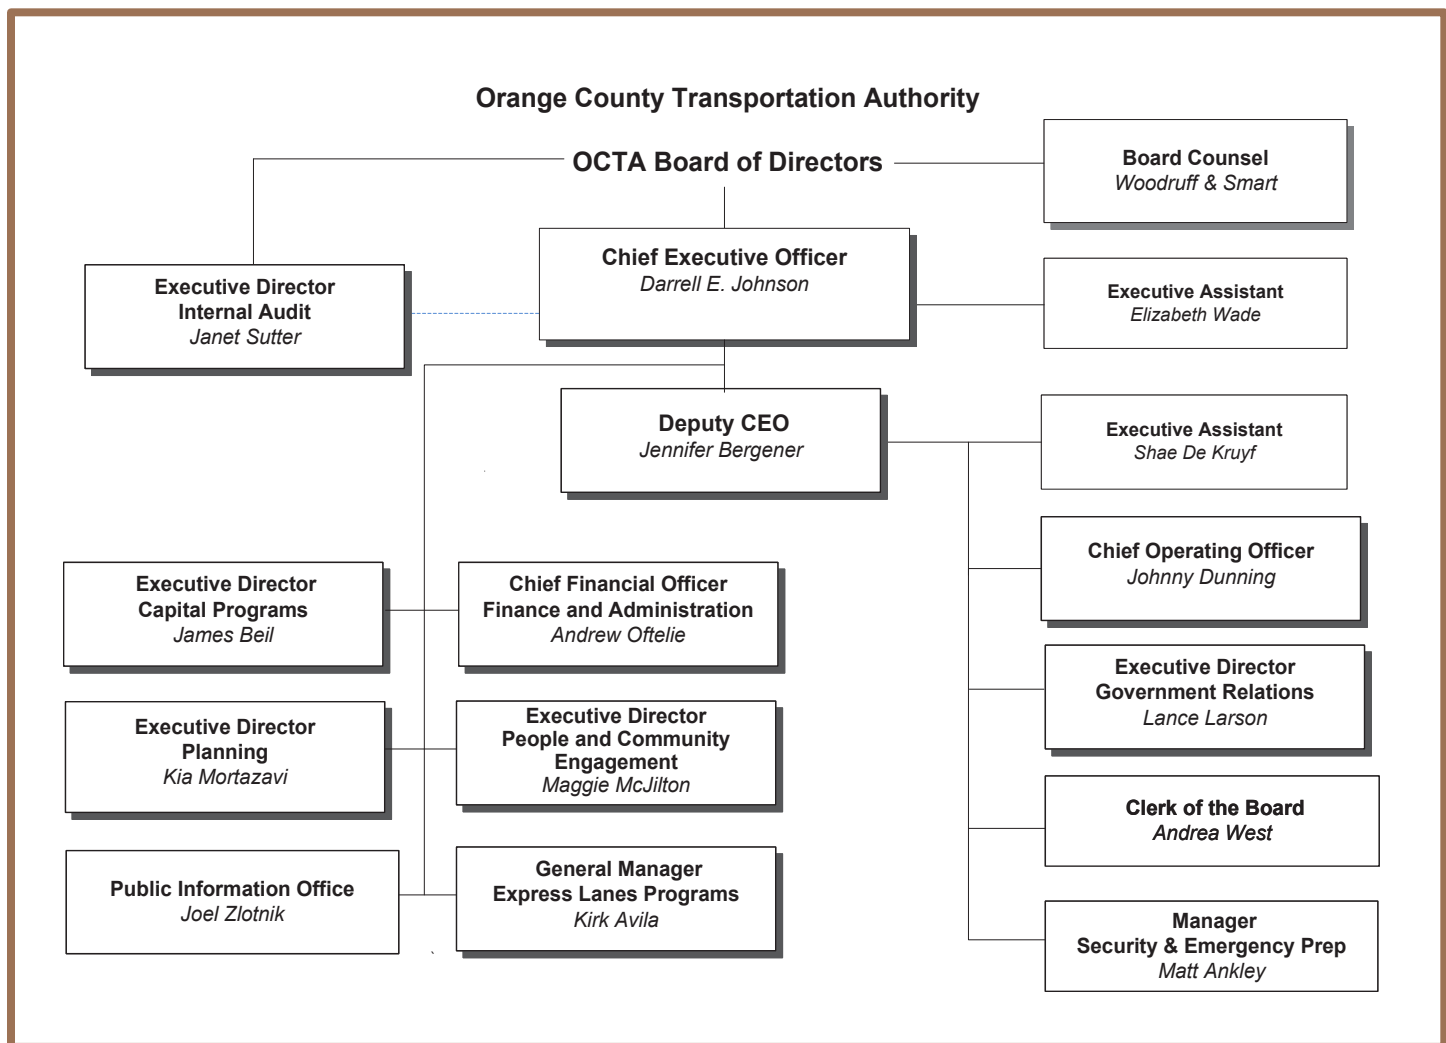 Orange County Transportation Authority
OCTA Board of Directors
Board Counsel
Woodruff & Smart
Chief Executive Officer
Darrell E. Johnson
Executive Director
Internal Audit
Janet Sutter
Executive Assistant
Elizabeth Wade
Deputy CEO
Jennifer Bergener
Executive Assistant
Shae De Kruyf
Chief Operating Officer
Johnny Dunning
Executive Director
Capital Programs
James Beil
Chief Financial Officer
Finance and Administration
Andrew Oftelie
Executive Director
Government Relations
Lance Larson
Executive Director
Planning
Kia Mortazavi
Executive Director
People and Community
Engagement
Maggie McJilton
Clerk of the Board
Andrea West
Public Information Office
Joel Zlotnik
General Manager
Express Lanes Programs
Kirk Avila
Manager
Security & Emergency Prep
Matt Ankley